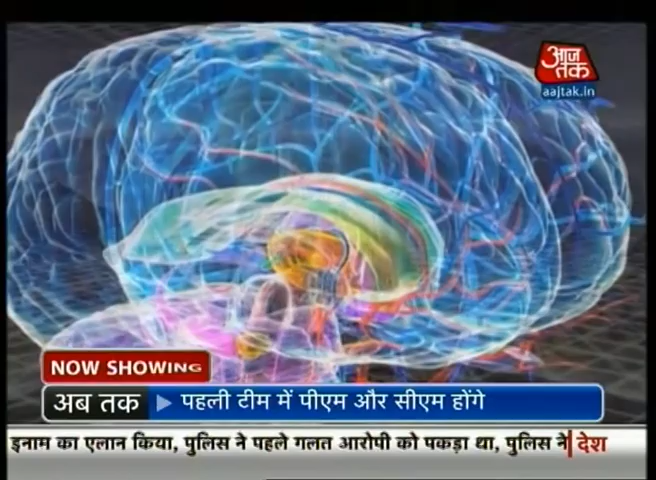 आज
तक
aajtak.in
NOW SHOWING
अब तक
पहली टीम में पीएम और सीएम होंगे
इनाम का एलान किया, पुलिस ने पहले गलत आरोपी को पकड़ा था, पुलिस ने देश